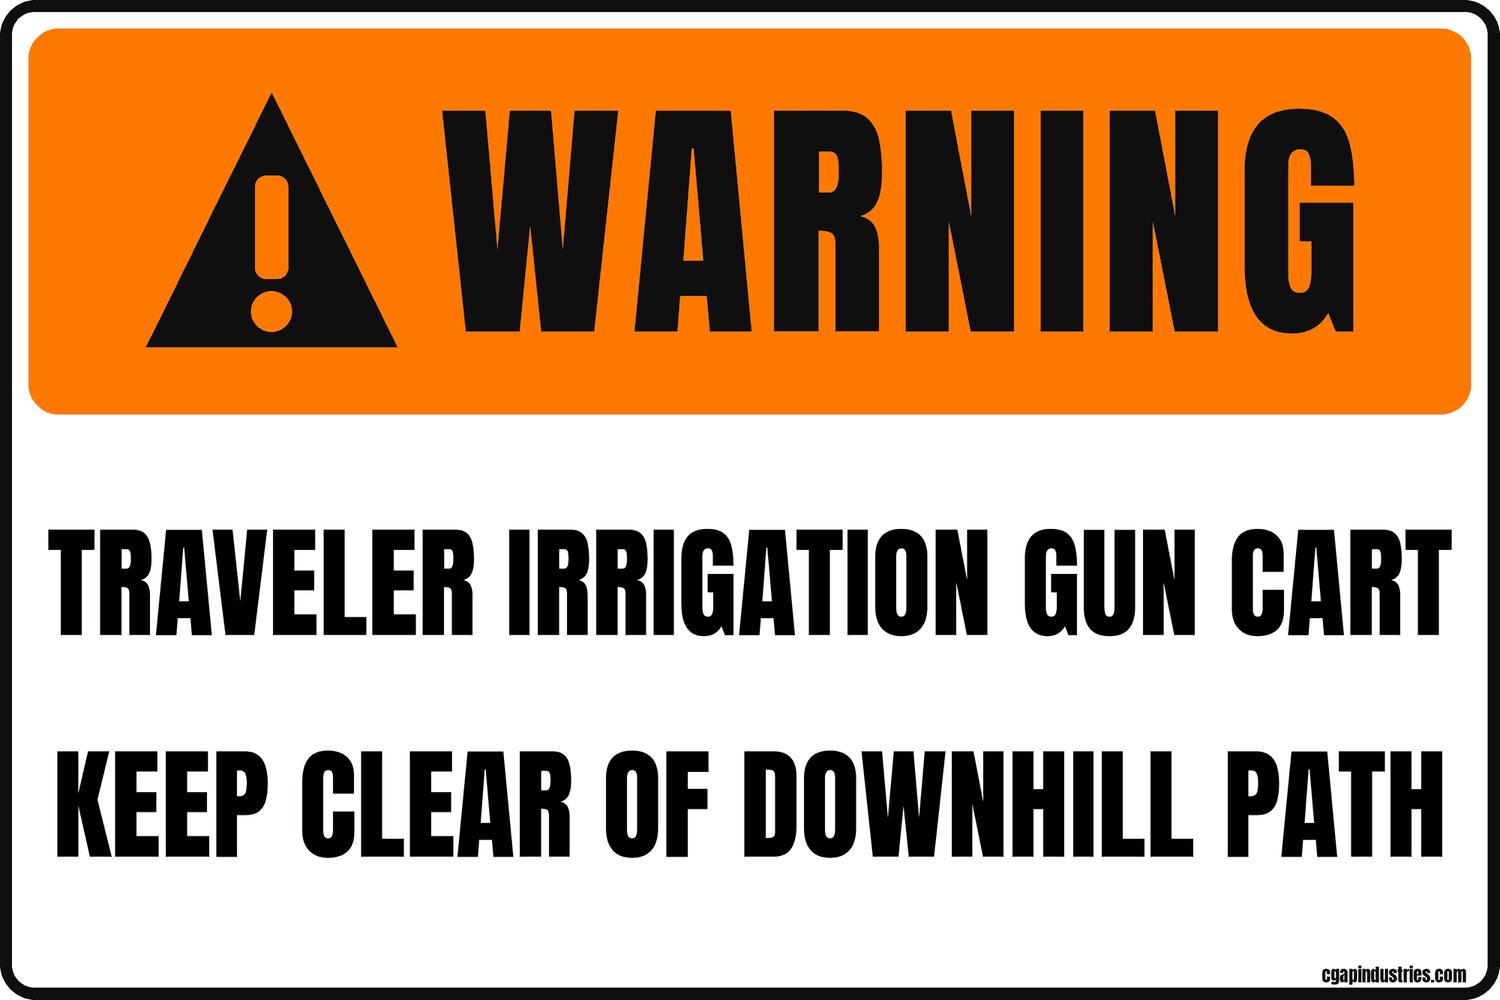 WARNING
TRAVELER IRRIGATION GUN CART
KEEP CLEAR OF DOWNHILL PATH
cgapindustries.com